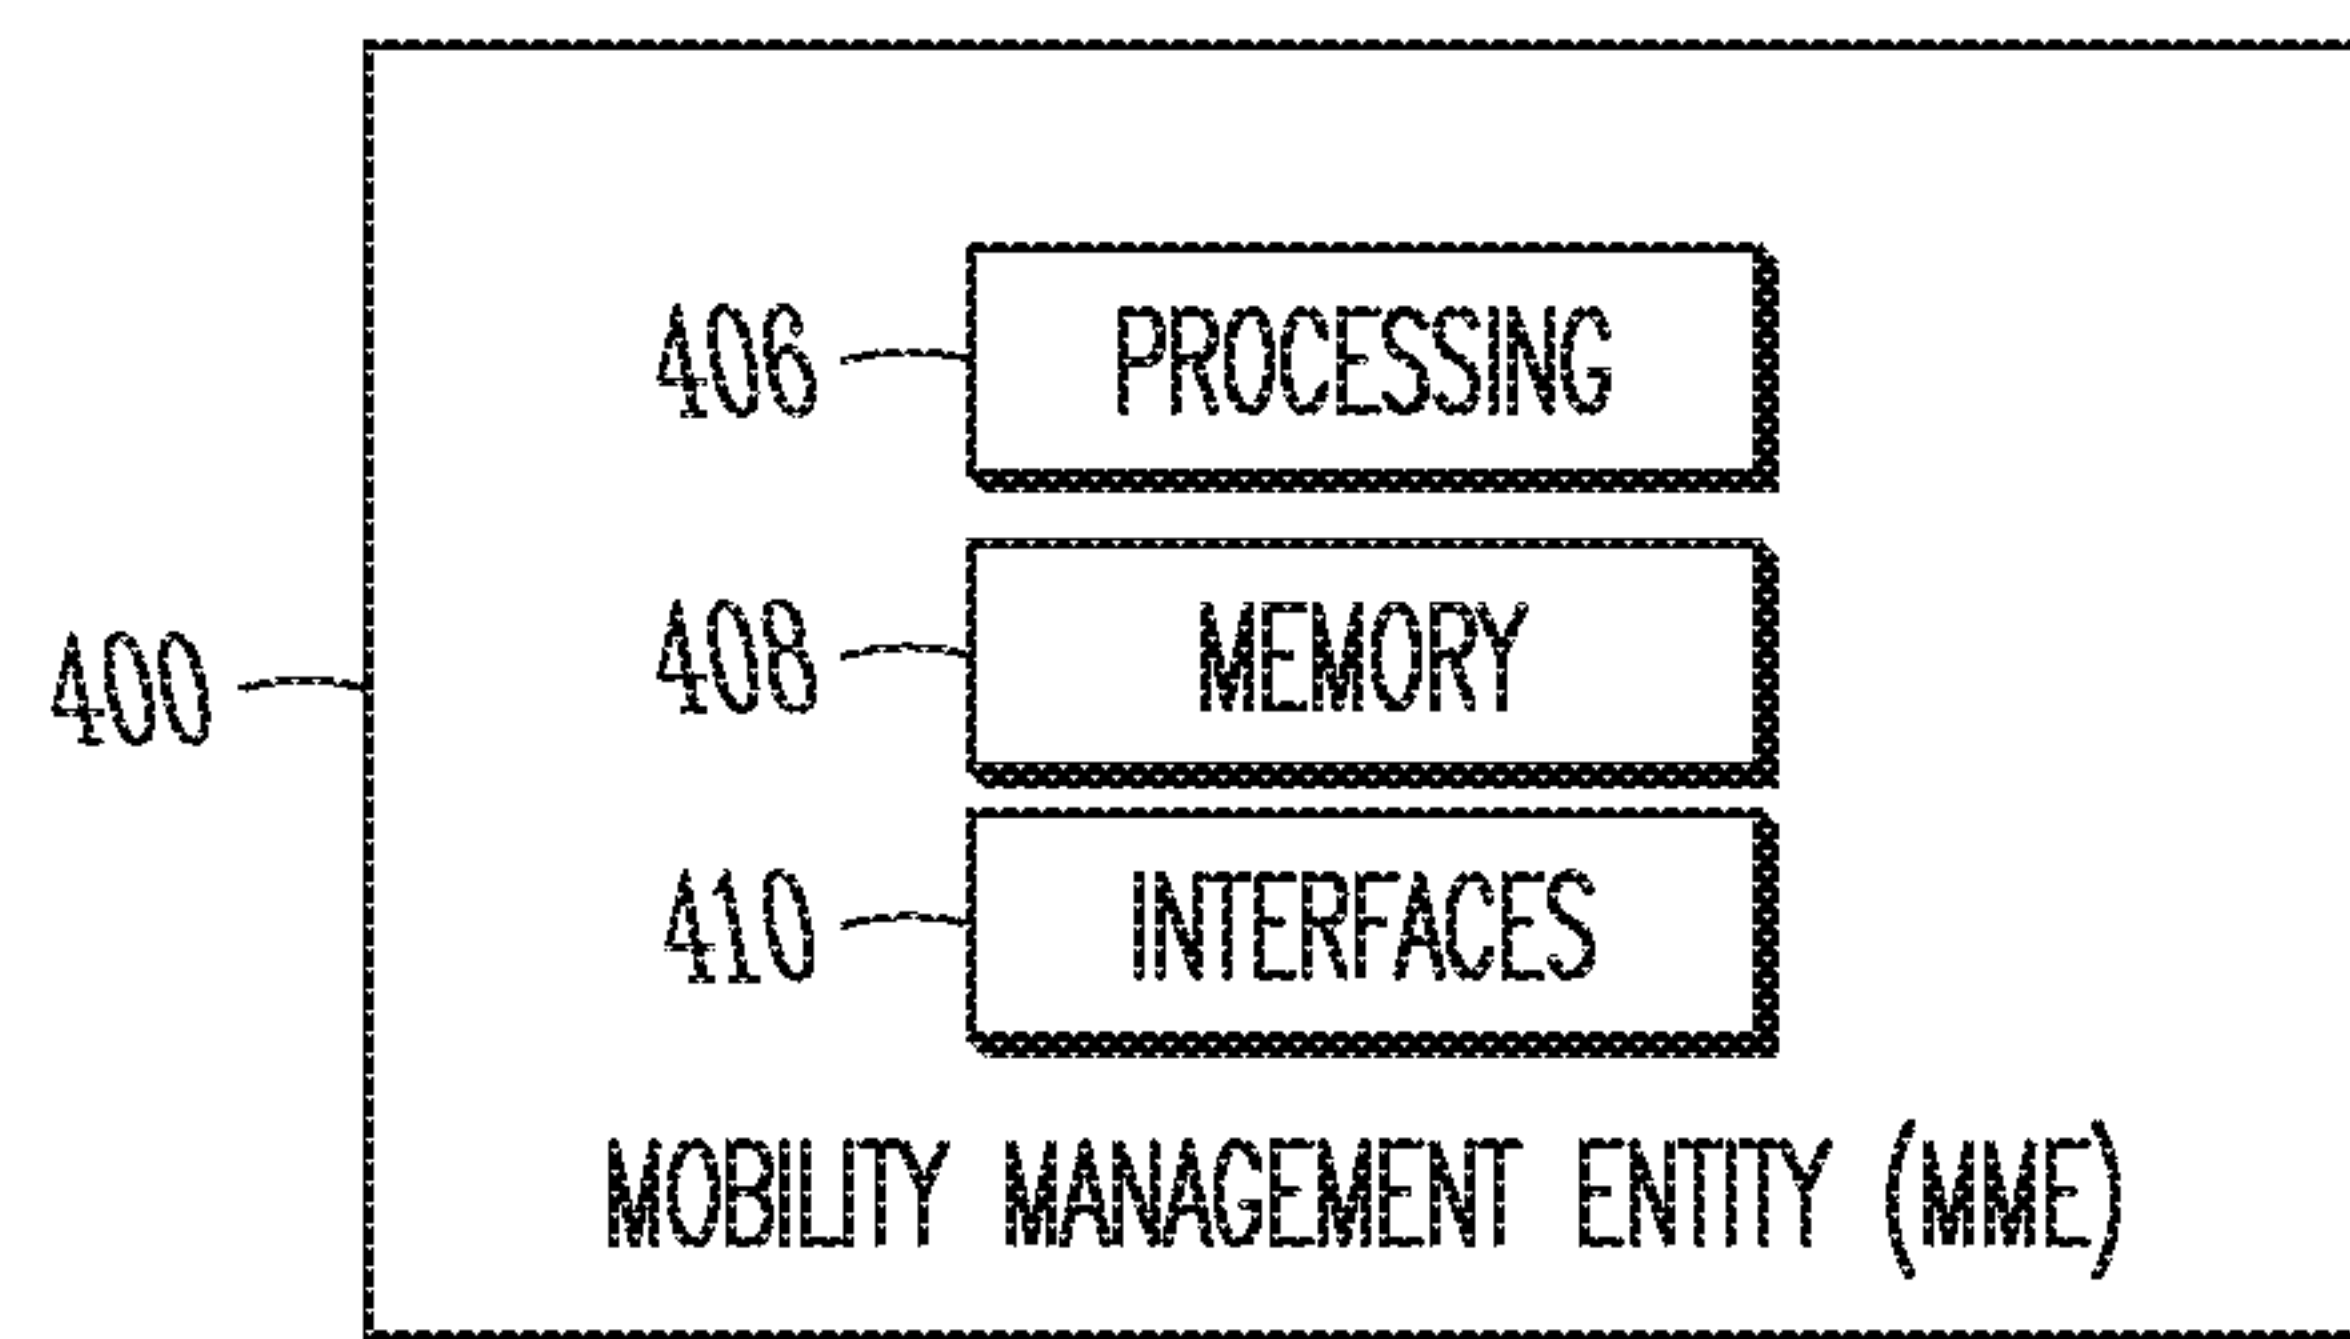 406 PROCESSING
408 MEMORY
400
410 INTERFACES
MOBILITY MANAGEMENT ENTITY (MME)